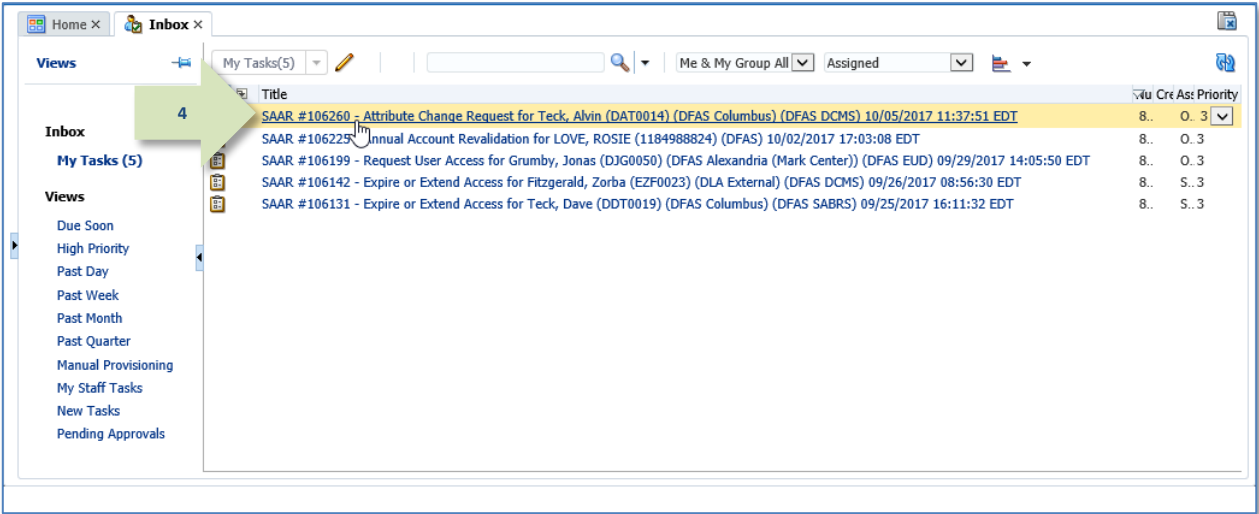 Home × Inbox ×
Views My Tasks(5) Me & My Group All Assigned
Title Cre Ass Priority
4
SAAR #106260 - Attribute Change Request for Teck, Alvin (DAT0014) (DFAS Columbus) (DFAS DCMS) 10/05/2017 11:37:51 EDT 8.. O.. 3
Inbox
SAAR #106225 Annual Account Revalidation for LOVE, ROSIE (1184988824) (DFAS) 10/02/2017 17:03:08 EDT 8.. O.. 3
My Tasks (5)
SAAR #106199 - Request User Access for Grumby, Jonas (DJG0050) (DFAS Alexandria (Mark Center)) (DFAS EUD) 09/29/2017 14:05:50 EDT 8.. O.. 3
SAAR #106142 - Expire or Extend Access for Fitzgerald, Zorba (EZF0023) (DLA External) (DFAS DCMS) 09/26/2017 08:56:30 EDT 8.. S.. 3
Views
SAAR #106131 - Expire or Extend Access for Teck, Dave (DDT0019) (DFAS Columbus) (DFAS SABRS) 09/25/2017 16:11:32 EDT 8.. S.. 3
Due Soon
High Priority
Past Day
Past Week
Past Month
Past Quarter
Manual Provisioning
My Staff Tasks
New Tasks
Pending Approvals